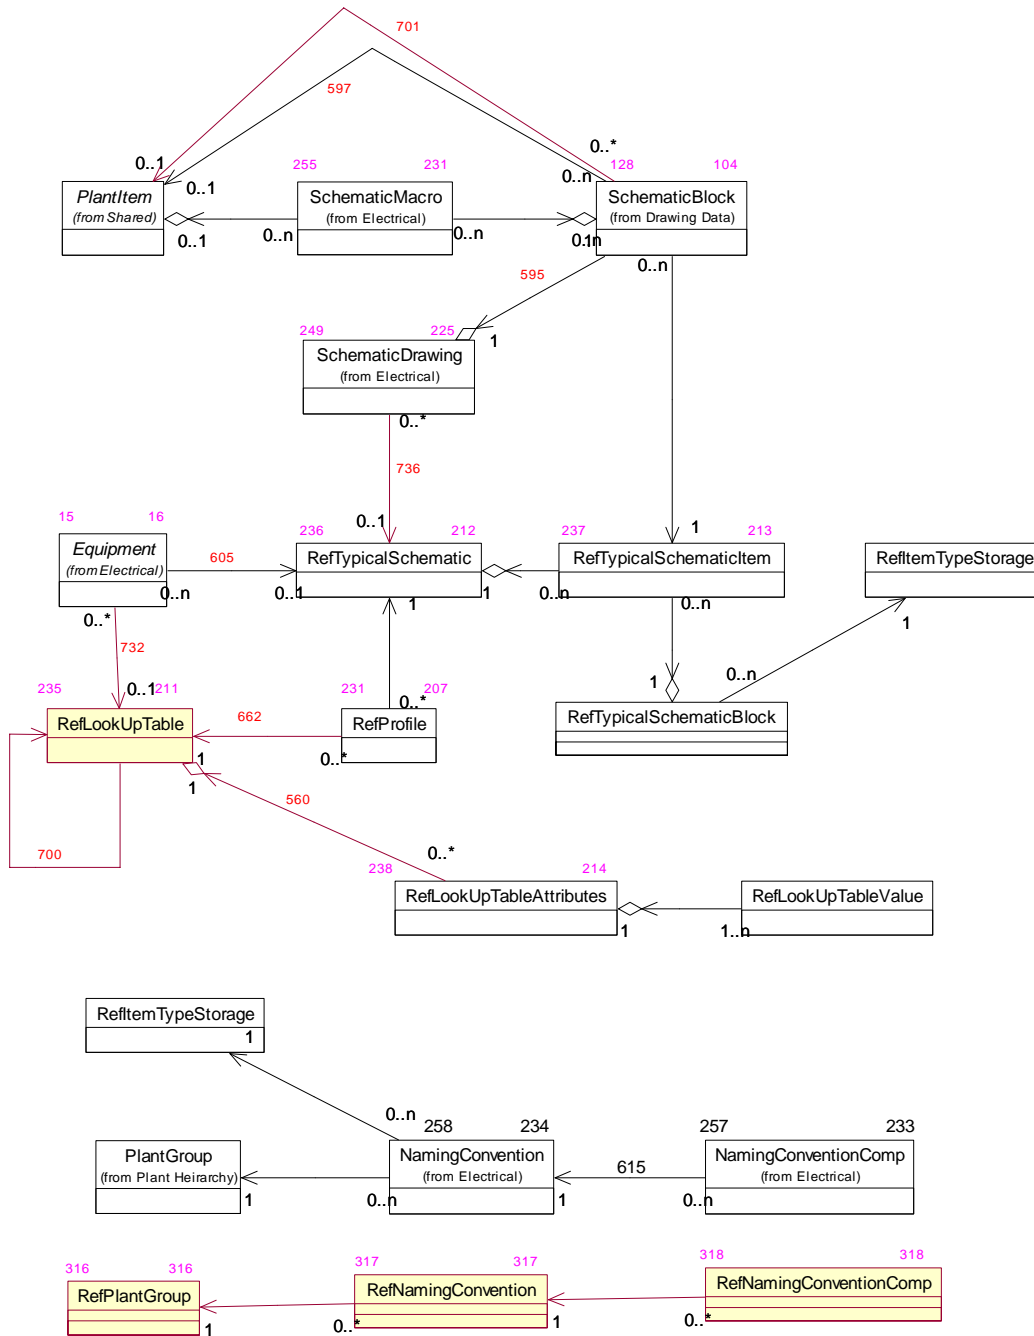 701
597
0..1
0..*
255
231
0..n
128
104
PlantItem
(from Shared)
0..1
SchematicMacro
(from Electrical)
SchematicBlock
(from Drawing Data)
0..1
0..n
0..n
0..n
595
249
225
1
SchematicDrawing
(from Electrical)
0..*
736
15
16
236
0..1
212
237
1
213
Equipment
(from Electrical)
605
RefTypicalSchematic
RefTypicalSchematicItem
RefItemTypeStorage
0..n
0..1
1
0..n
0..*
1
0..n
1
732
0..1
0..n
235
211
231
0..*
207
1
RefLookUpTable
662
RefProfile
RefTypicalSchematicBlock
1
0..*
1
560
700
0..*
238
214
RefLookUpTableAttributes
RefLookUpTableValue
1
1..n
RefItemTypeStorage
1
0..n
258
234
257
233
PlantGroup
(from Plant Heirarchy)
NamingConvention
(from Electrical)
615
NamingConventionComp
(from Electrical)
1
0..n
1
0..n
316
316
317
317
318
318
RefPlantGroup
RefNamingConvention
RefNamingConventionComp
1
0..*
1
0..*